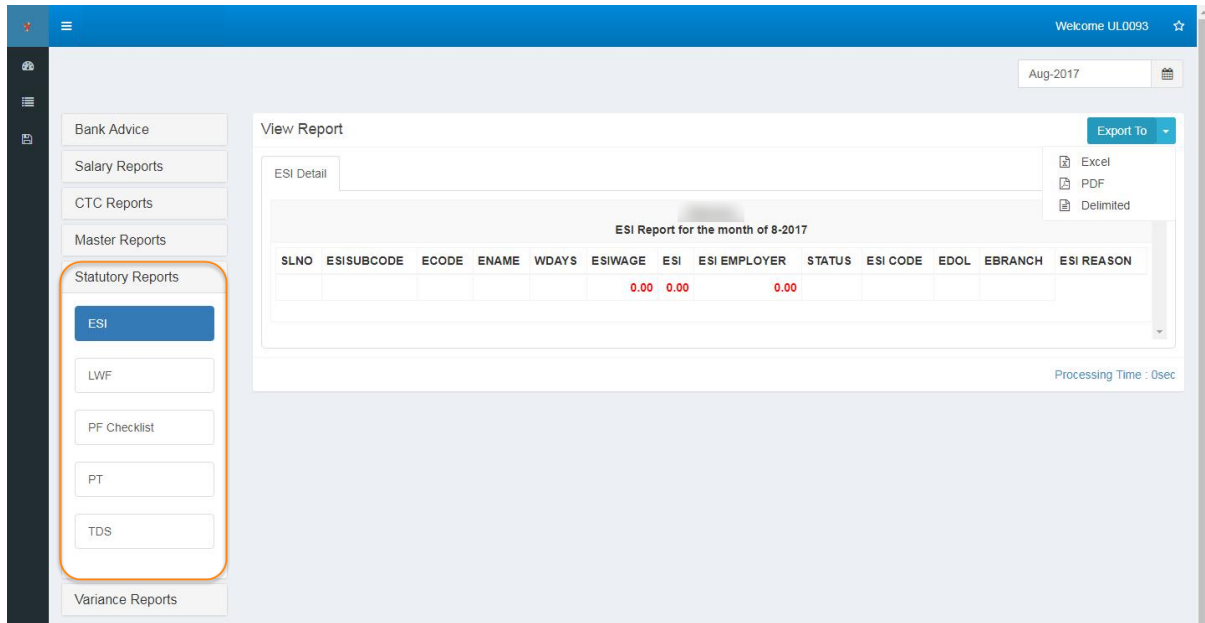 Welcome UL0093
Aug-2017
Bank Advice
Salary Reports
CTC Reports
Master Reports
Statutory Reports
ESI
LWF
PF Checklist
PT
TDS
Variance Reports
View Report
Export To
Excel
PDF
Delimited
ESI Detail
ESI Report for the month of 8-2017
SLNO ESISUBCODE ECODE ENAME WDAYS ESIWAGE ESI ESI EMPLOYER STATUS ESI CODE EDOL EBRANCH ESI REASON
0.00 0.00 0.00
Processing Time : 0sec